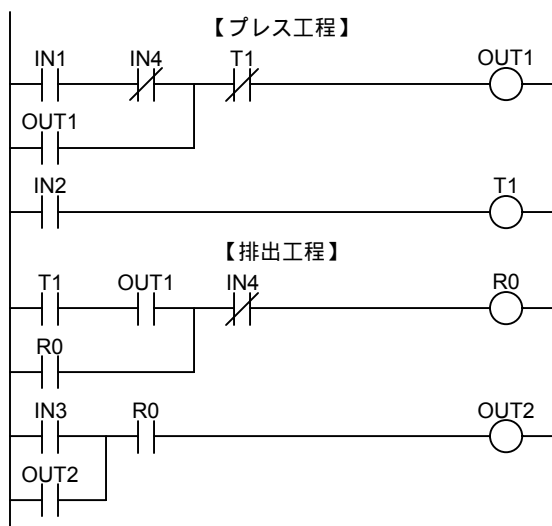 【プレス工程】
IN1 IN4 T1 OUT1
OUT1
IN2 T1
【排出工程】
T1 OUT1 IN4 R0
R0
IN3 R0 OUT2
OUT2